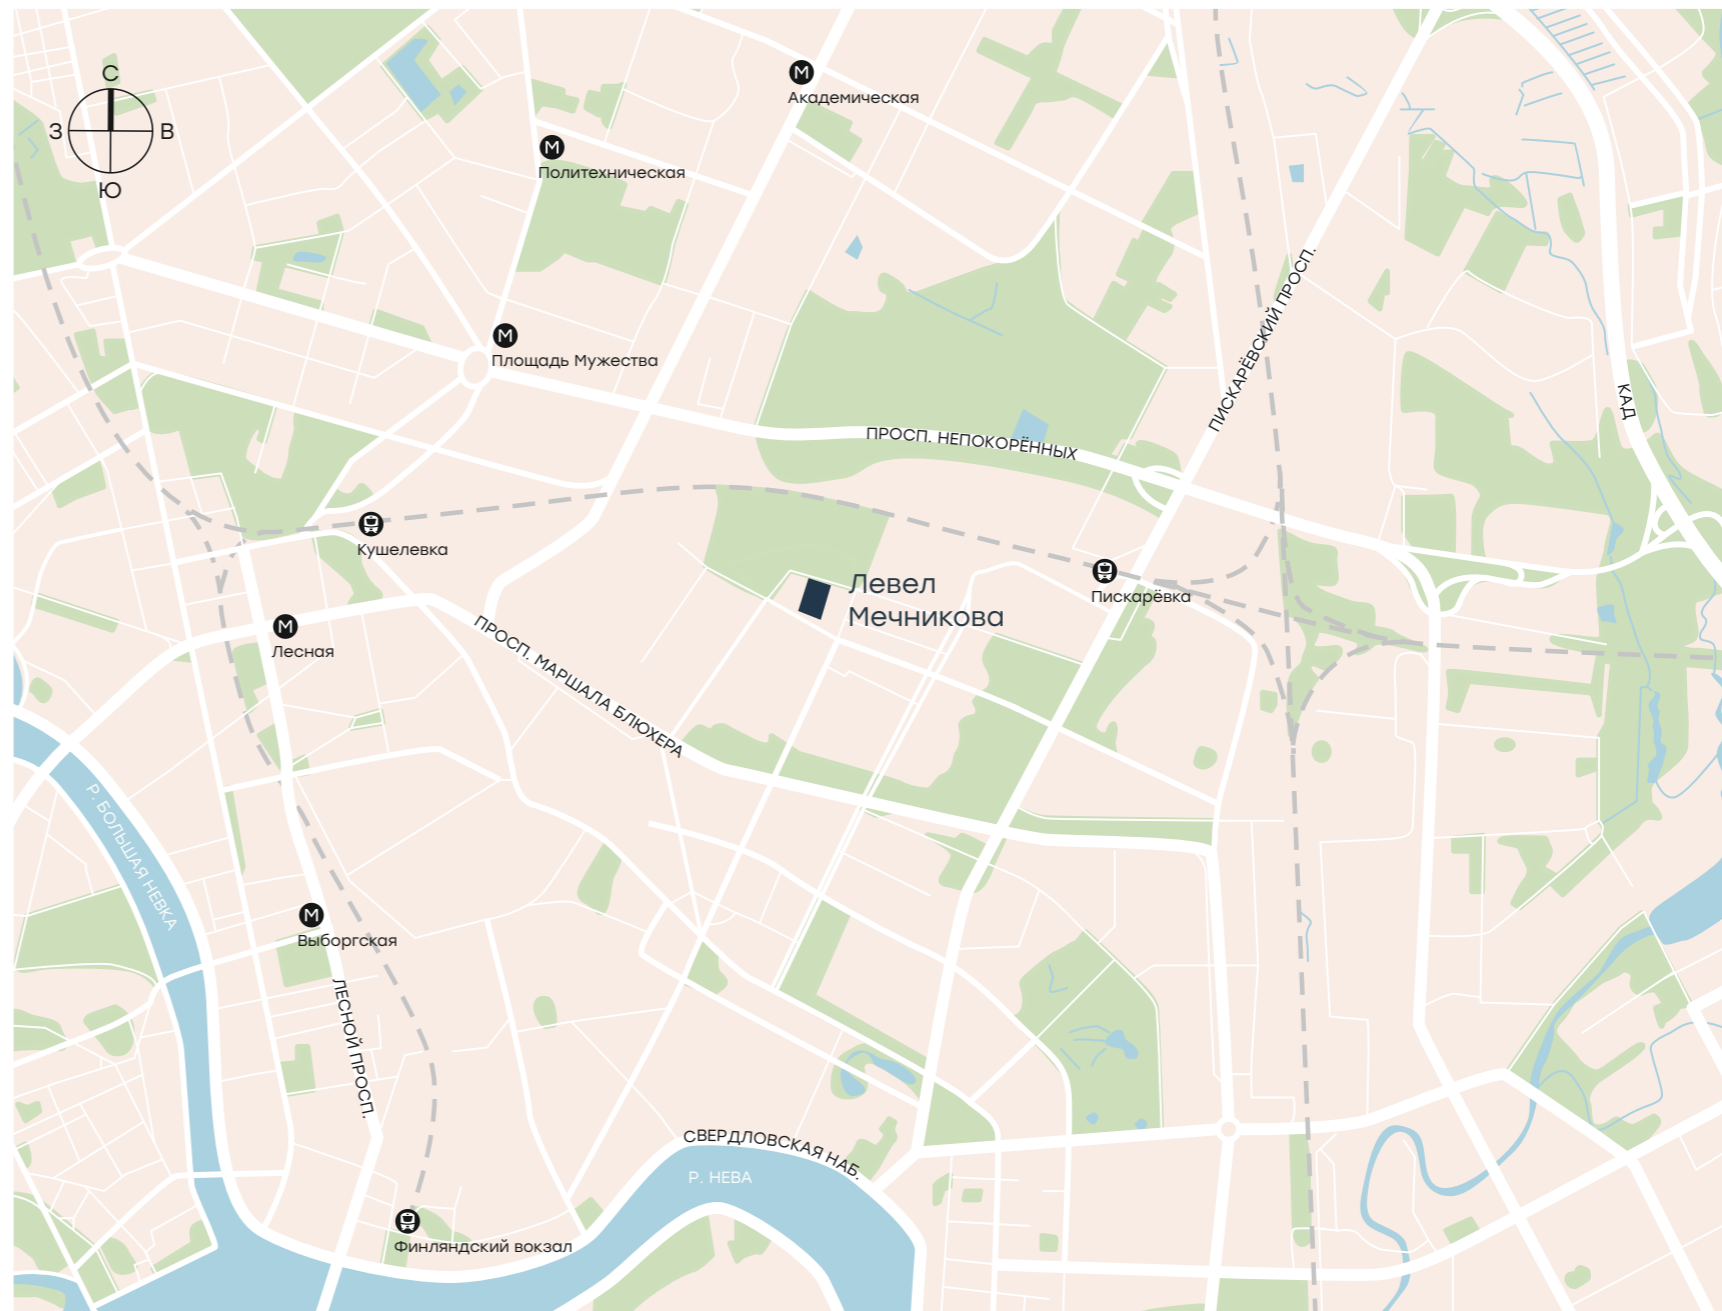 С
З
В
Ю
М
Академическая
М
Политехническая
М
Площадь Мужества
ПИСКАРЁВСКИЙ ПРОСП.
КАД
ПРОСП. НЕПОКОРЁННЫХ
Кушелевка
Левел
Мечникова
Пискарёвка
М
Лесная
ПРОСП. МАРШАЛА БЛЮХЕРА
Р. БОЛЬШАЯ НЕВКА
М
Выборгская
ЛЕСНОЙ ПРОСП.
СВЕРДЛОВСКАЯ НАБ.
Р. НЕВА
Финляндский вокзал